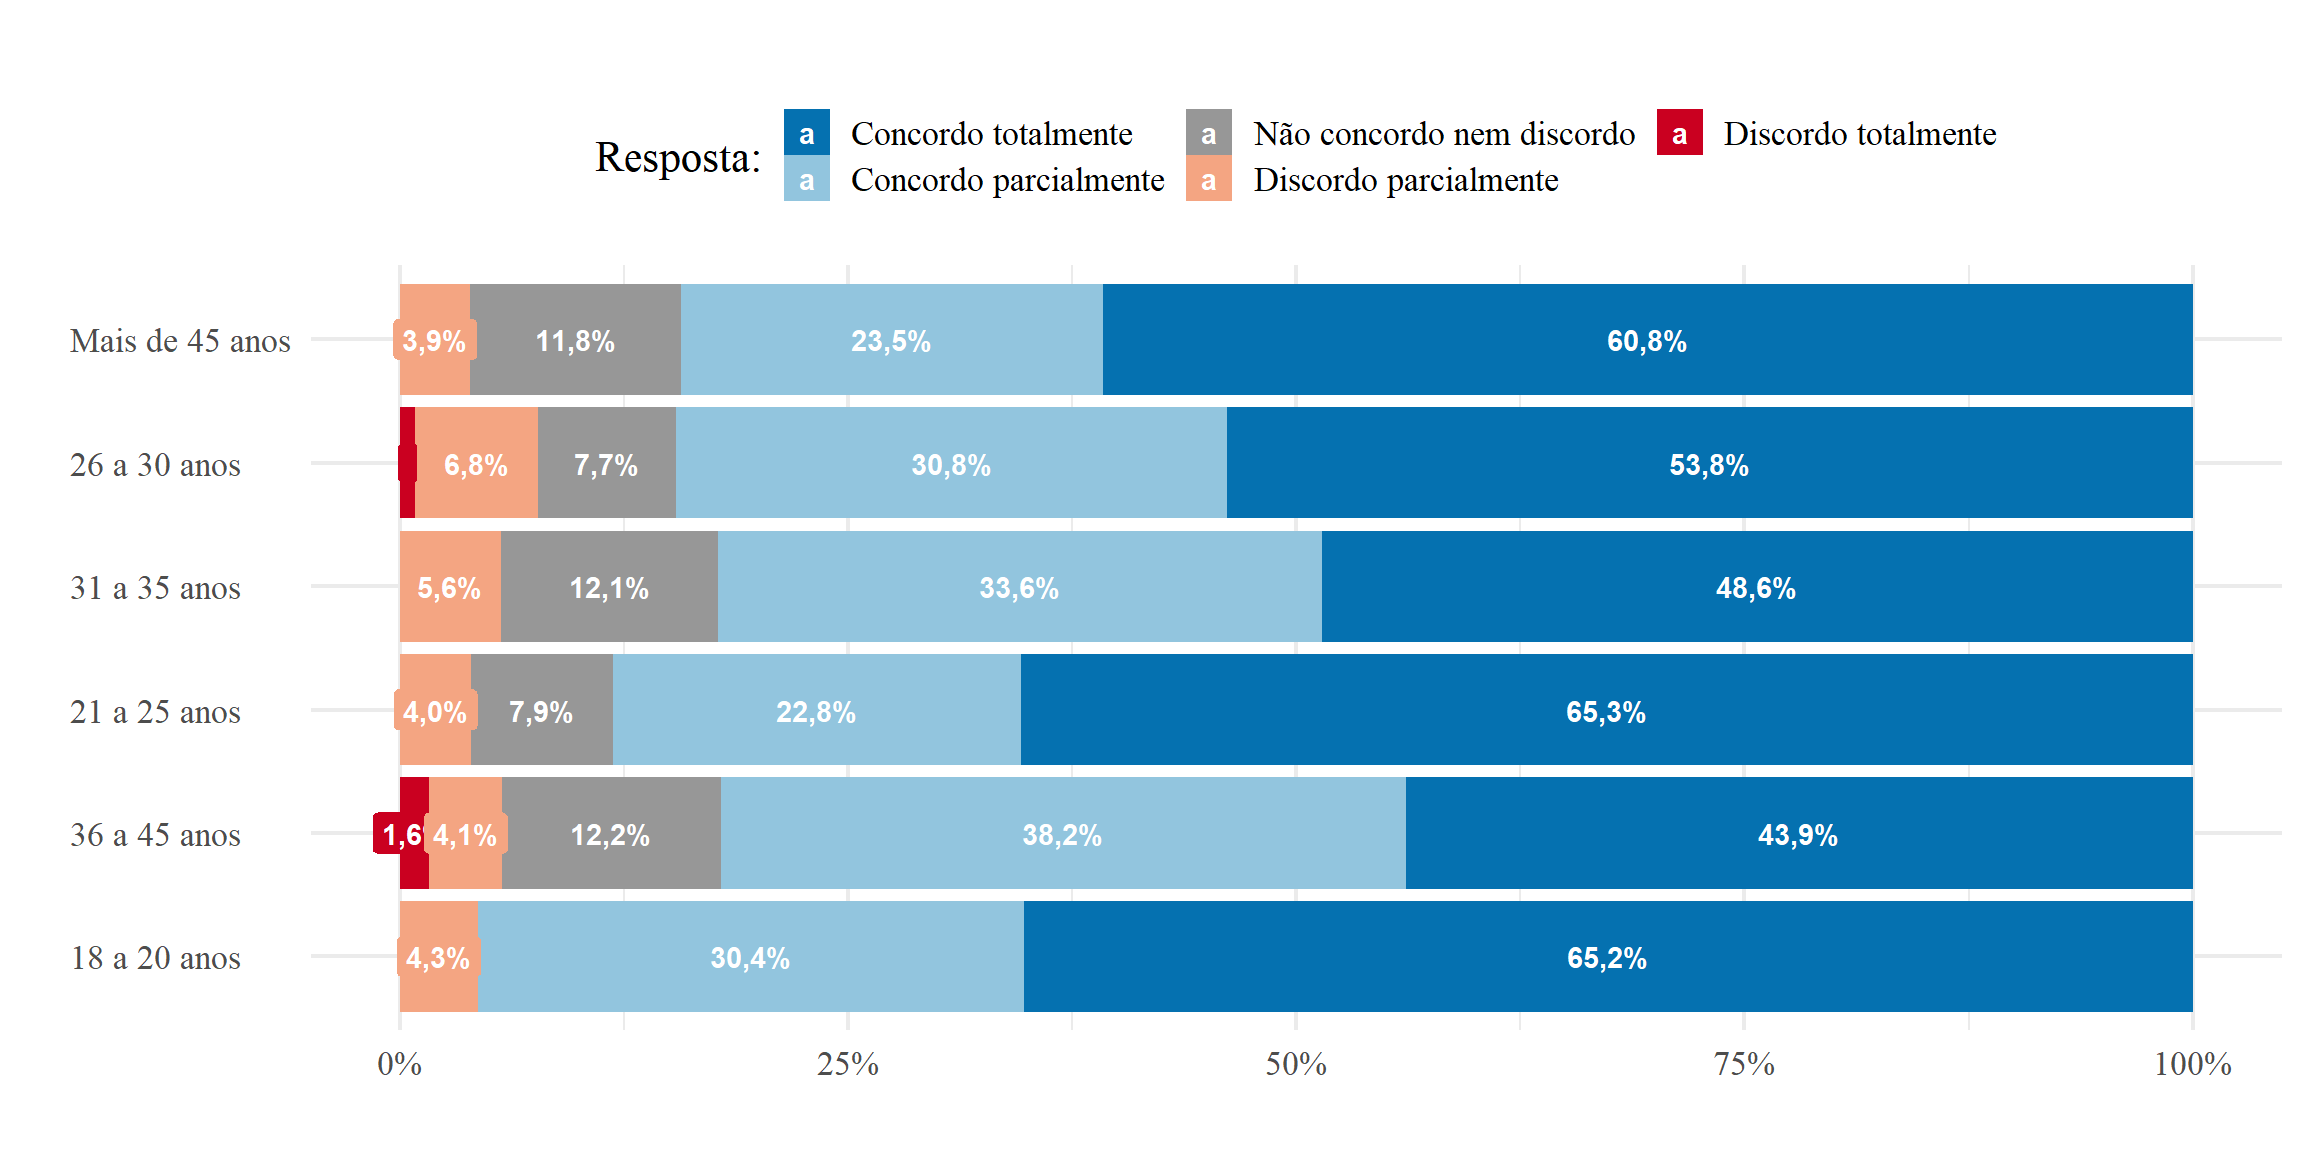 Resposta:
a Concordo totalmente
a Concordo parcialmente
a Não concordo nem discordo
a Discordo parcialmente
a Discordo totalmente
Mais de 45 anos 3,9% 11,8% 23,5% 60,8%
26 a 30 anos 6,8% 7,7% 30,8% 53,8%
31 a 35 anos 5,6% 12,1% 33,6% 48,6%
21 a 25 anos 4,0% 7,9% 22,8% 65,3%
36 a 45 anos 1,6 4,1% 12,2% 38,2% 43,9%
18 a 20 anos 4,3% 30,4% 65,2%
0% 25% 50% 75% 100%